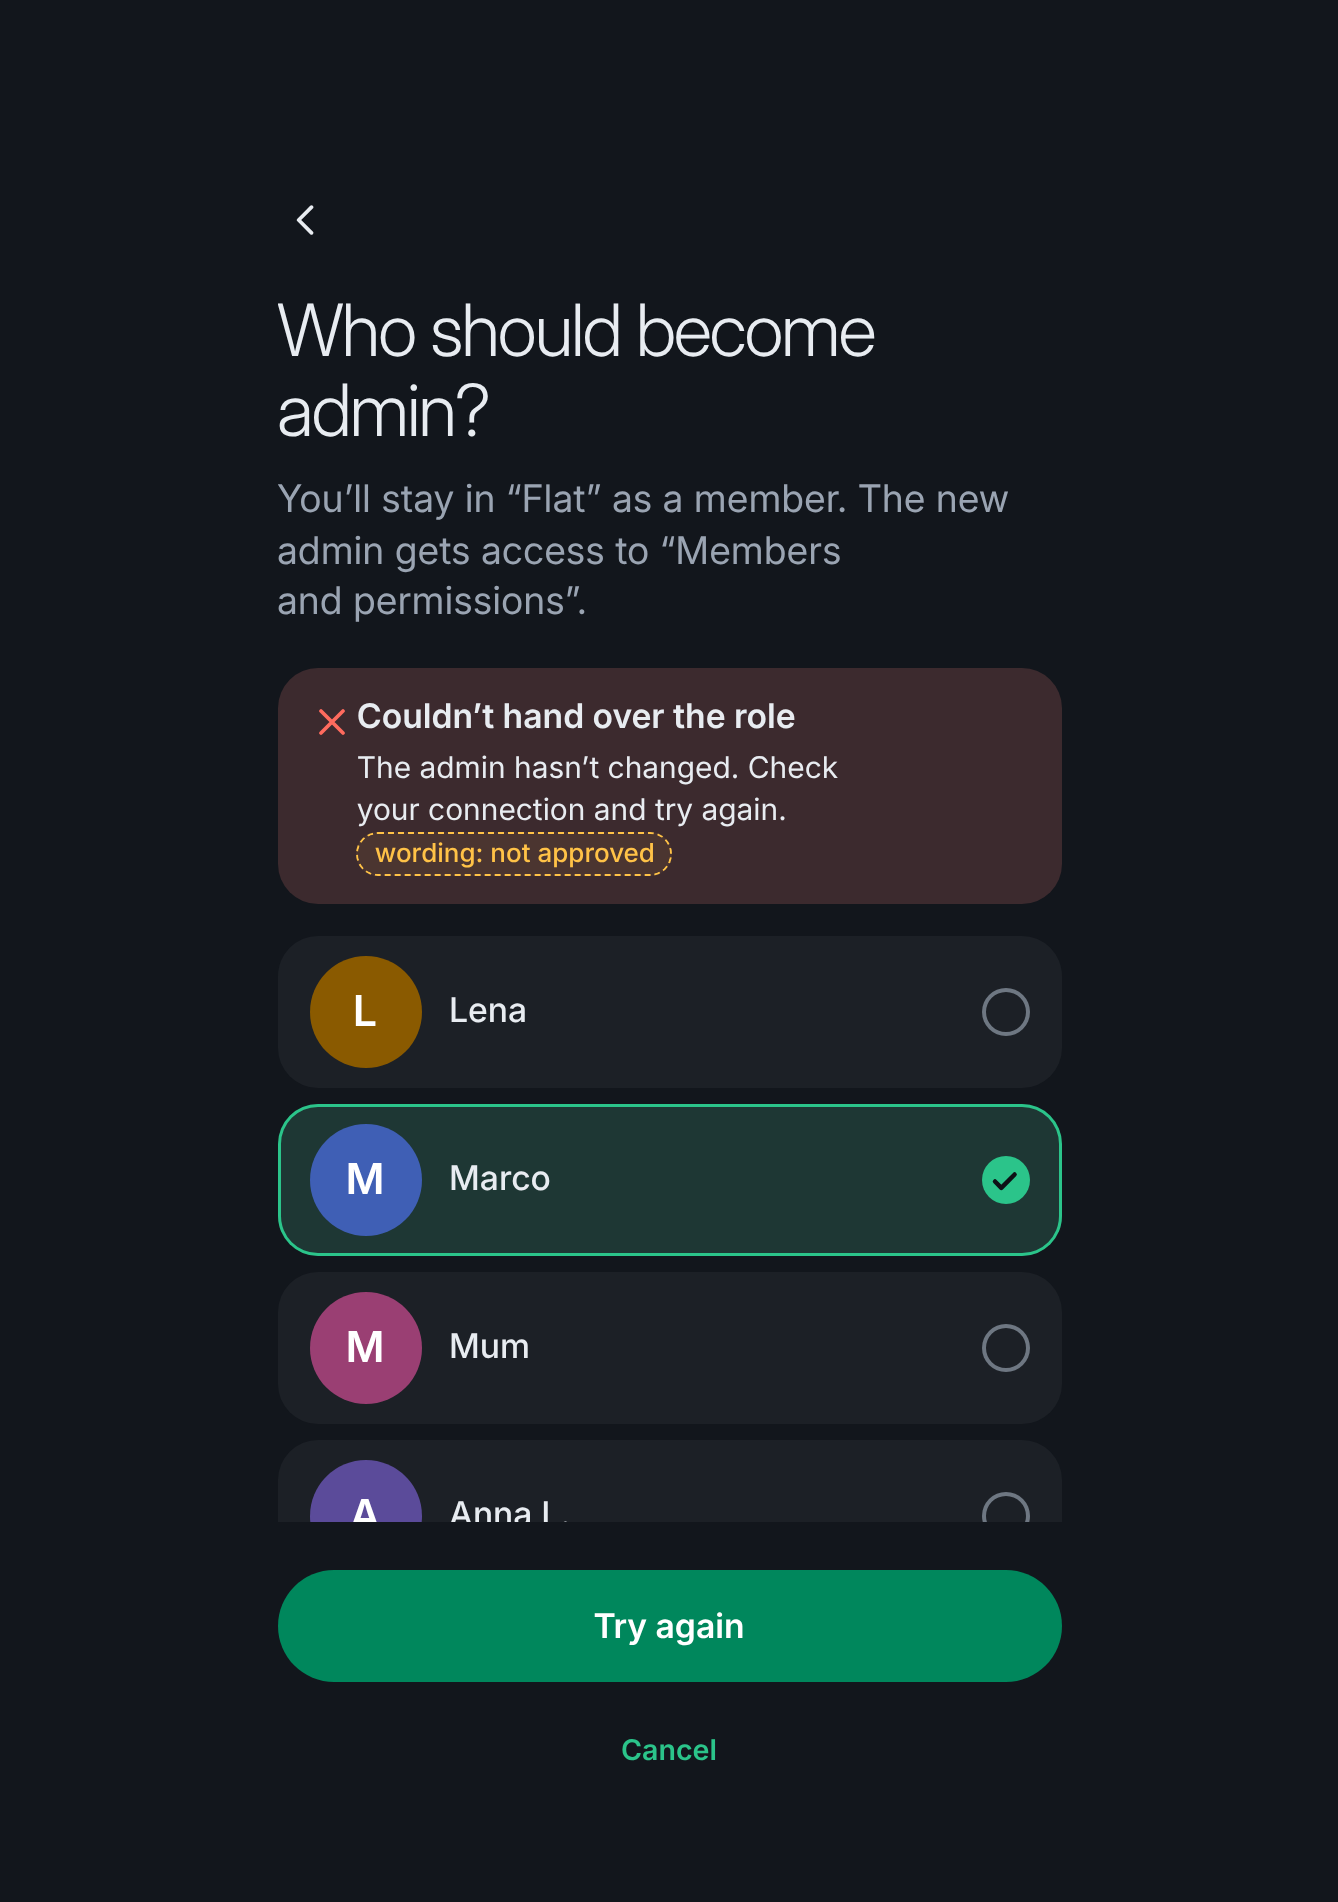 Who should become
admin?
You’ll stay in “Flat” as a member. The new
admin gets access to “Members
and permissions”.
Couldn’t hand over the role
The admin hasn’t changed. Check
your connection and try again.
wording: not approved
L
Lena
M
Marco
M
Mum
A
Anna L.
Try again
Cancel